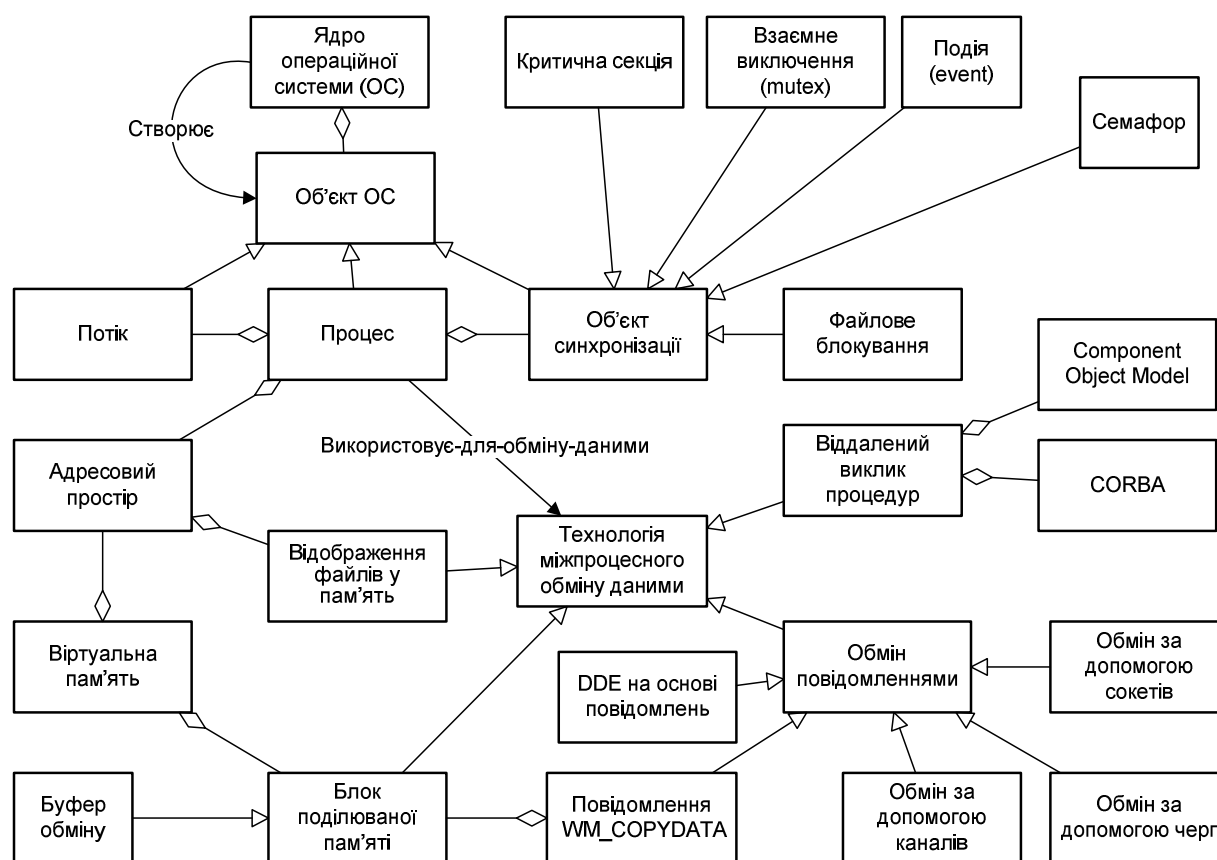 Ядро
операційної
системи (ОС)
Критична секція
Взаємне
виключення
(mutex)
Подія
(event)
Семафор
Створює
Об’єкт ОС
Потік
Процес
Об’єкт
синхронізації
Файлове
блокування
Component
Object Model
Використовує-для-обміну-даними
Адресовий
простір
Віддалений
виклик
процедур
CORBA
Відображення
файлів у
пам’ять
Технологія
міжпроцесного
обміну даними
Віртуальна
пам’ять
DDE на основі
повідомлень
Обмін
повідомленнями
Обмін за
допомогою
сокетів
Буфер
обміну
Блок
поділюваної
пам’яті
Повідомлення
WM_COPYDATA
Обмін за
допомогою
каналів
Обмін за
допомогою черг